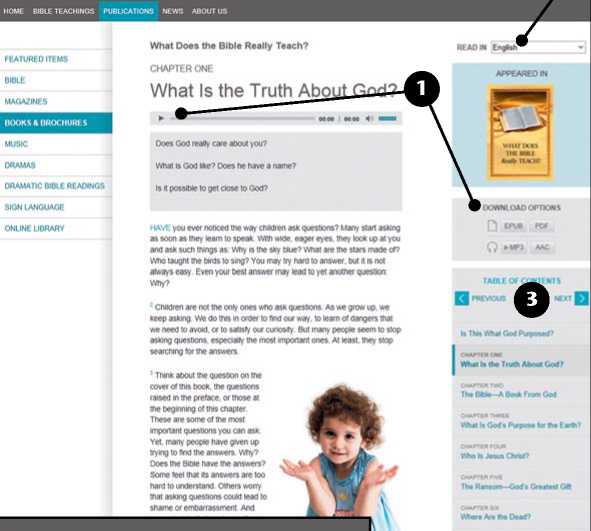 HOME BIBLE TEACHINGS PUBLICATIONS NEWS ABOUT US
FEATURED ITEMS
BIBLE
MAGAZINES
BOOKS & BROCHURES
MUSIC
DRAMAS
DRAMATIC BIBLE READINGS
SIGN LANGUAGE
ONLINE LIBRARY
What Does the Bible Really Teach?
CHAPTER ONE
What Is the Truth About God?
00:00 | 00:00
Does God really care about you?
What is God like? Does he have a name?
Is it possible to get close to God?
HAVE you ever noticed the way children ask questions? Many start asking
as soon as they learn to speak. With wide, eager eyes, they look up at you
and ask such things as: Why is the sky blue? What are the stars made of?
Who taught the birds to sing? You may try hard to answer, but it is not
always easy. Even your best answer may lead to yet another question:
Why?
2 Children are not the only ones who ask questions. As we grow up, we
keep asking. We do this in order to find our way, to learn of dangers that
we need to avoid, or to satisfy our curiosity. But many people seem to stop
asking questions, especially the most important ones. At least, they stop
searching for the answers.
3 Think about the question on the
cover of this book, the questions
raised in the preface, or those at
the beginning of this chapter.
These are some of the most
important questions you can ask.
Yet, many people have given up
trying to find the answers. Why?
Does the Bible have the answers?
Some feel that its answers are too
hard to understand. Others worry
that asking questions could lead to
shame or embarrassment. And
READ IN English
APPEARED IN
WHAT DOES
THE BIBLE
Really TEACH?
1
DOWNLOAD OPTIONS
EPUB PDF
MP3 AAC
TABLE OF CONTENTS
PREVIOUS 3 NEXT
Is This What God Purposed?
CHAPTER ONE
What Is the Truth About God?
CHAPTER TWO
The Bible—A Book From God
CHAPTER THREE
What Is God's Purpose for the Earth?
CHAPTER FOUR
Who Is Jesus Christ?
CHAPTER FIVE
The Ransom—God's Greatest Gift
CHAPTER SIX
Where Are the Dead?